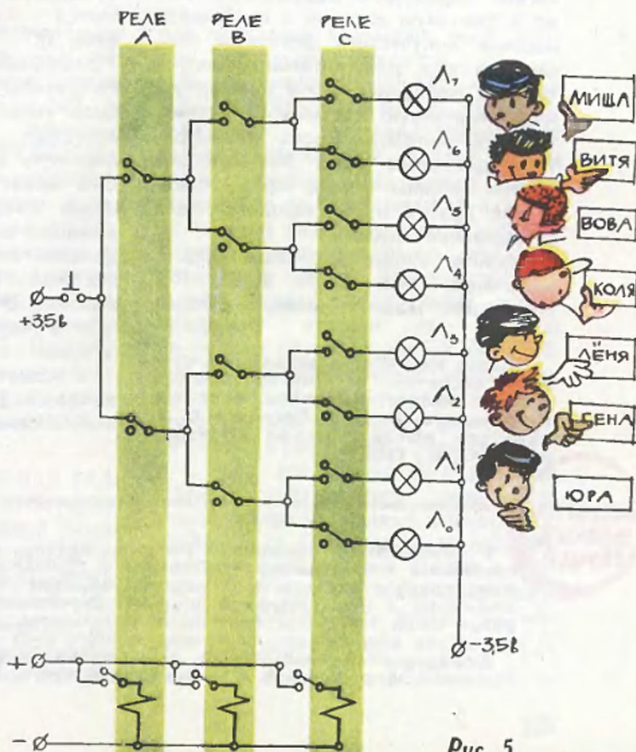 РЕЛЕ А
РЕЛЕ В
РЕЛЕ С
Л₇
МИША
Л₆
ВИТЯ
Л₅
ВОВА
Л₄
КОЛЯ
+3,5в
Л₃
ЛЁНЯ
Л₂
ГЕНА
Л₁
ЮРА
Л₀
-3,5в
+
-
Рис. 5